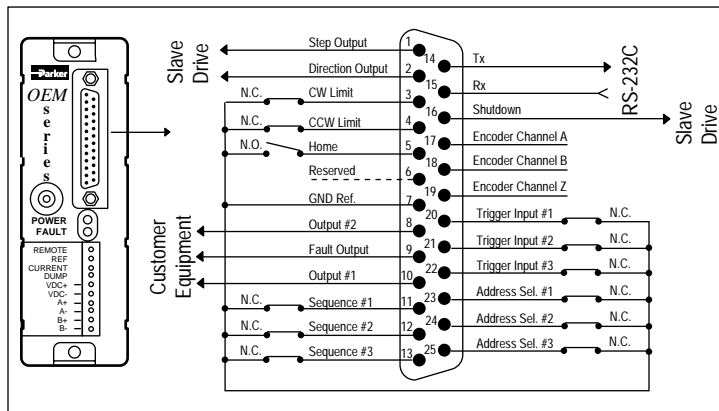 Parker
OEM
series
POWER
FAULT
REMOTE
REF
CURRENT
DUMP
VDC+
VDC-
A+
A-
B+
B-
Slave
Drive
Customer
Equipment
Step Output
1
Direction Output
2
N.C. CW Limit
3
N.C. CCW Limit
4
N.O. Home
5
Reserved
6
GND Ref.
7
Output #2
8
Fault Output
9
Output #1
10
N.C. Sequence #1
11
N.C. Sequence #2
12
N.C. Sequence #3
13
14
Tx
15
Rx
16
Shutdown
17
Encoder Channel A
18
Encoder Channel B
19
Encoder Channel Z
20
Trigger Input #1 N.C.
21
Trigger Input #2 N.C.
22
Trigger Input #3 N.C.
23
Address Sel. #1 N.C.
24
Address Sel. #2 N.C.
25
Address Sel. #3 N.C.
RS-232C
Slave
Drive